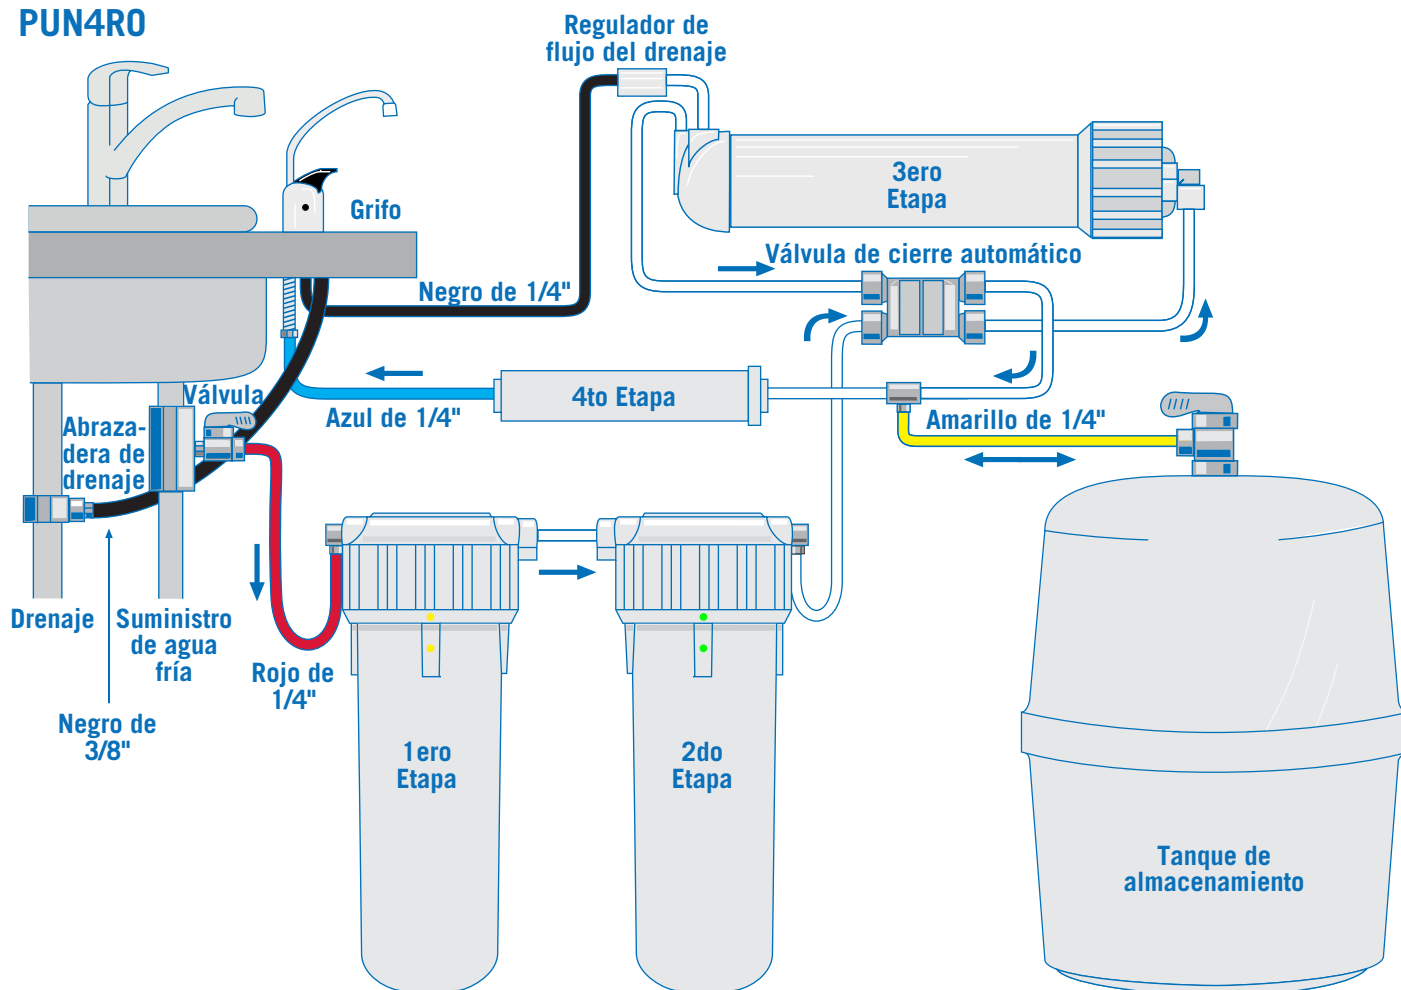 PUN4RO
Regulador de
flujo del drenaje
3ero
Etapa
Grifo
Válvula de cierre automático
Negro de 1/4"
Válvula
Azul de 1/4"
4to Etapa
Amarillo de 1/4"
Abraza-
dera de
drenaje
Drenaje
Suministro
de agua
fría
Rojo de
1/4"
Negro de
3/8"
1ero
Etapa
2do
Etapa
Tanque de
almacenamiento